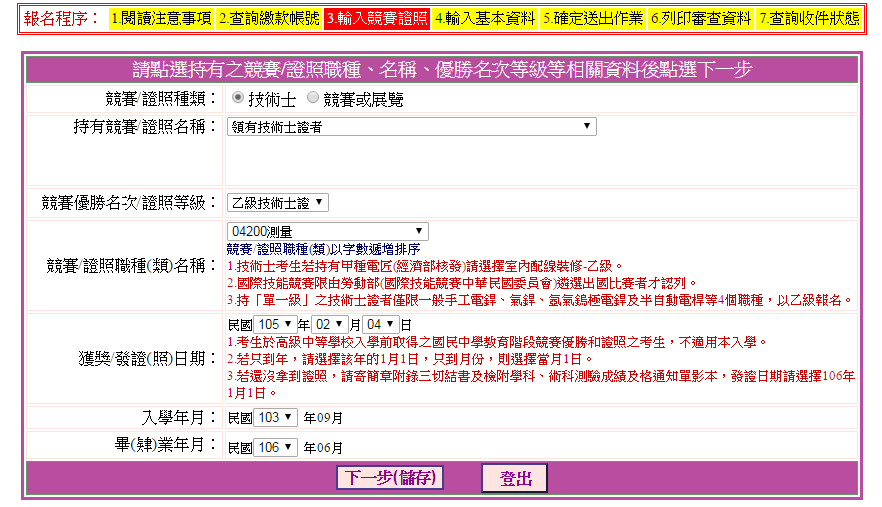 報名程序： 1.閱讀注意事項 2.查詢繳款帳號 3.輸入競賽證照 4.輸入基本資料 5.確定送出作業 6.列印審查資料 7.查詢收件狀態
請點選持有之競賽/證照職種、名稱、優勝名次等級等相關資料後點選下一步
競賽/證照種類： 技術士 競賽或展覽
持有競賽/證照名稱： 領有技術士證者
競賽優勝名次/證照等級： 乙級技術士證
競賽/證照職種(類)名稱： 04200測量
競賽/證照職種(類)以字數遞增排序
1.技術士考生若持有甲種電匠(經濟部核發)請選擇室內配線裝修-乙級。
2.國際技能競賽限由勞動部(國際技能競賽中華民國委員會)遴選出國比賽者才認列。
3.持「單一級」之技術士證者僅限一般手工電銲、氣銲、氬氣鎢極電銲及半自動電桿等4個職種，以乙級報名。
獲獎/發證(照)日期： 民國 105 年 02 月 04 日
1.考生於高級中等學校入學前取得之國民中學教育階段競賽優勝和證照之考生，不適用本入學。
2.若只到年，請選擇該年的1月1日，只到月份，則選擇當月1日。
3.若還沒拿到證照，請寄簡章附錄三切結書及檢附學科、術科測驗成績及格通知單影本，發證日期請選擇106年
1月1日。
入學年月： 民國 103 年09月
畢(肄)業年月： 民國 106 年06月
下一步(儲存) 登出